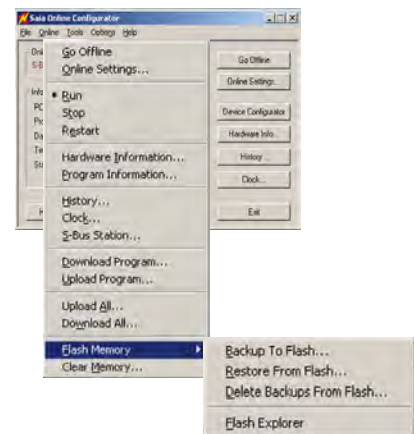 Saia Online Configurator
File Online Tools Options Help
Go Offline
Online Settings...
Run
Stop
Restart
Hardware Information...
Program Information...
History...
Clock...
S-Bus Station...
Download Program...
Upload Program...
Upload All...
Download All...
Flash Memory
Clear Memory...
Backup To Flash...
Restore From Flash...
Delete Backups From Flash...
Flash Explorer
Go Offline
Online Settings...
Device Configurator
Hardware Info...
History...
Clock...
Exit